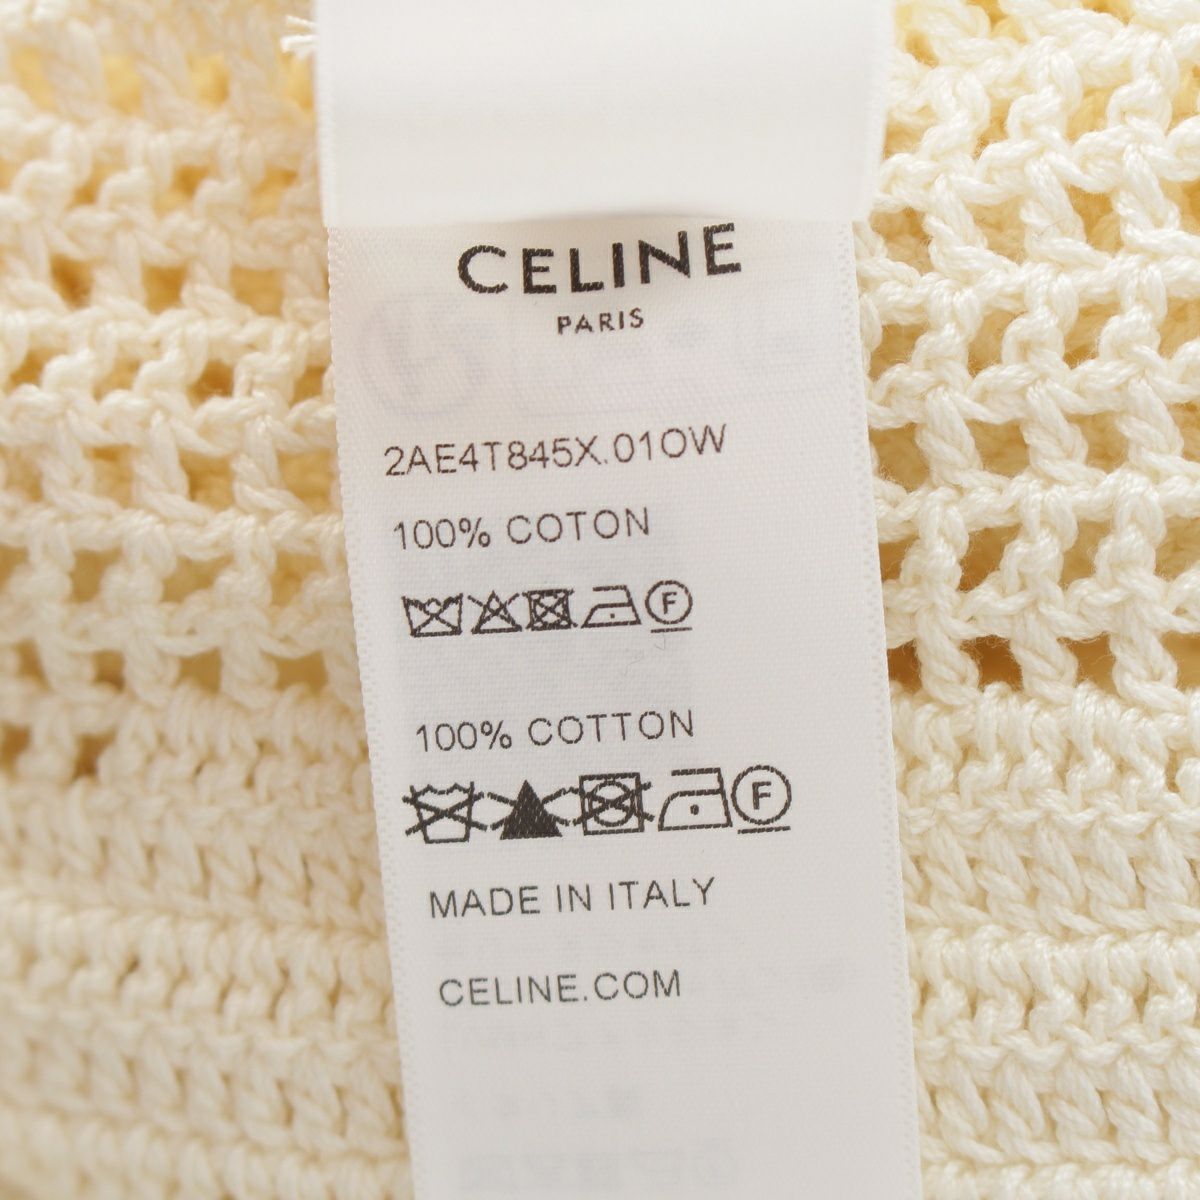 CELINE
PARIS
2AE4T845X.01OW
100% COTON
F
100% COTTON
F
MADE IN ITALY
CELINE.COM